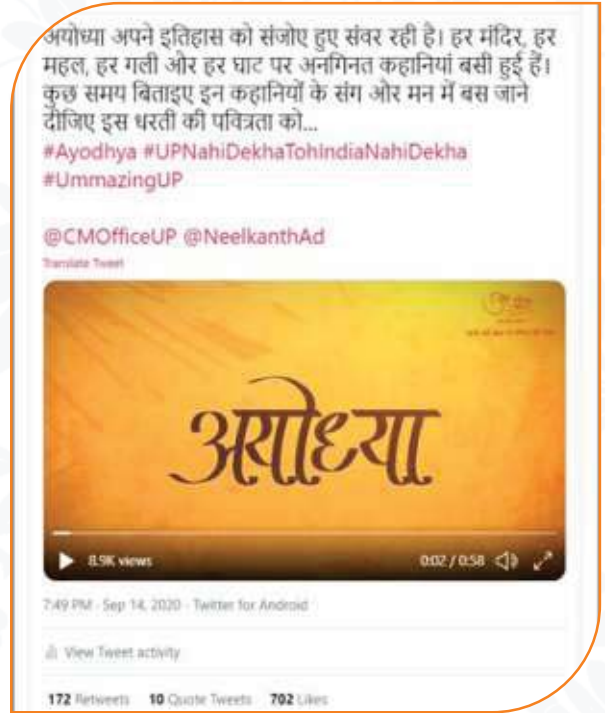 अयोध्या अपने इतिहास को संजोए हुए संवर रही है। हर मंदिर, हर
महल, हर गली ओर हर घाट पर अनगिनत कहानियां बसी हुई हैं।
कुछ समय बिताइए इन कहानियों के संग ओर मन में बस जाने
दीजिए इस धरती की पवित्रता को...
#Ayodhya #UPNahiDekhaTohIndiaNahiDekha
#UmmazingUP
@CMOfficeUP @NeelkanthAd
Translate Tweet
अयोध्या
8.9K views
0:02 / 0:58
7:49 PM · Sep 14, 2020 · Twitter for Android
View Tweet activity
172 Retweets 10 Quote Tweets 702 Likes